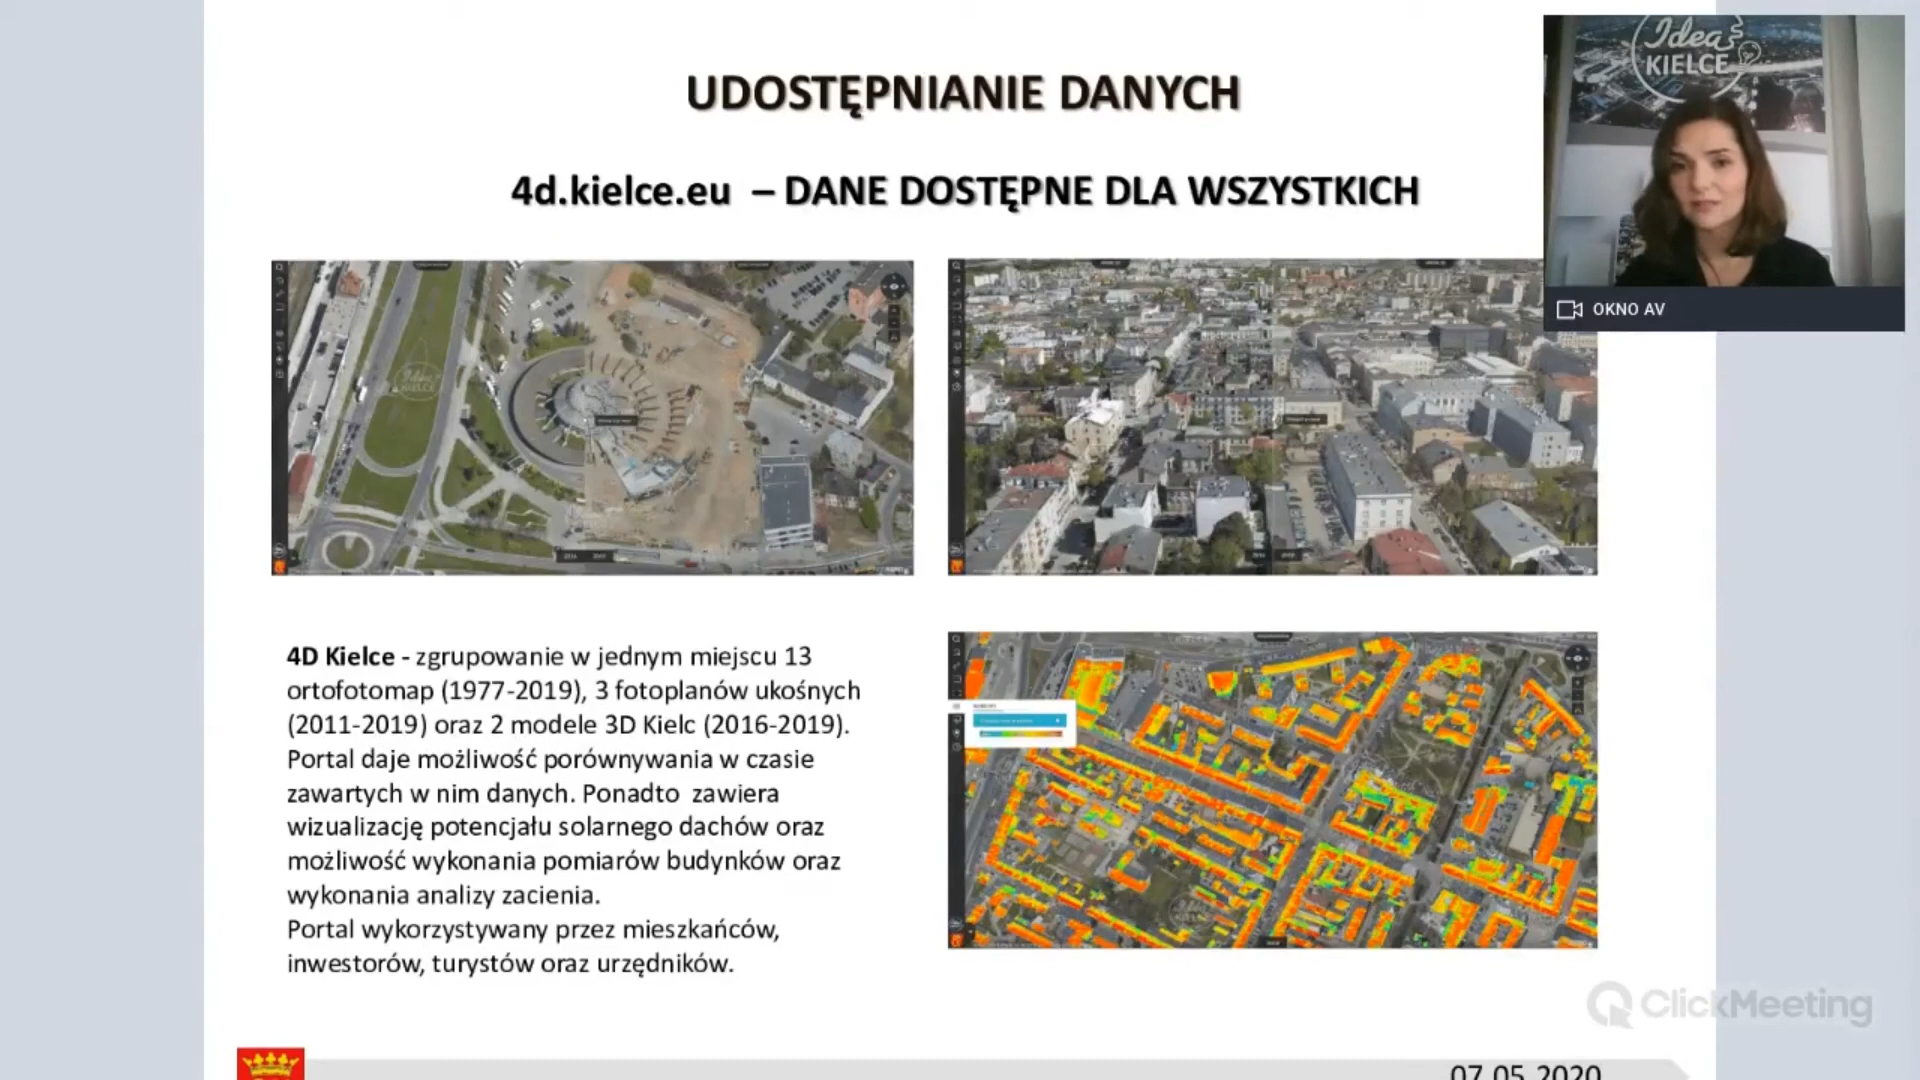 UDOSTĘPNIANIE DANYCH
4d.kielce.eu – DANE DOSTĘPNE DLA WSZYSTKICH
Idea
KIELCE
OKNO AV
4D Kielce - zgrupowanie w jednym miejscu 13
ortofotomap (1977-2019), 3 fotoplanów ukośnych
(2011-2019) oraz 2 modele 3D Kielc (2016-2019).
Portal daje możliwość porównywania w czasie
zawartych w nim danych. Ponadto zawiera
wizualizację potencjału solarnego dachów oraz
możliwość wykonania pomiarów budynków oraz
wykonania analizy zacienia.
Portal wykorzystywany przez mieszkańców,
inwestorów, turystów oraz urzędników.
ClickMeeting
07.05.2020